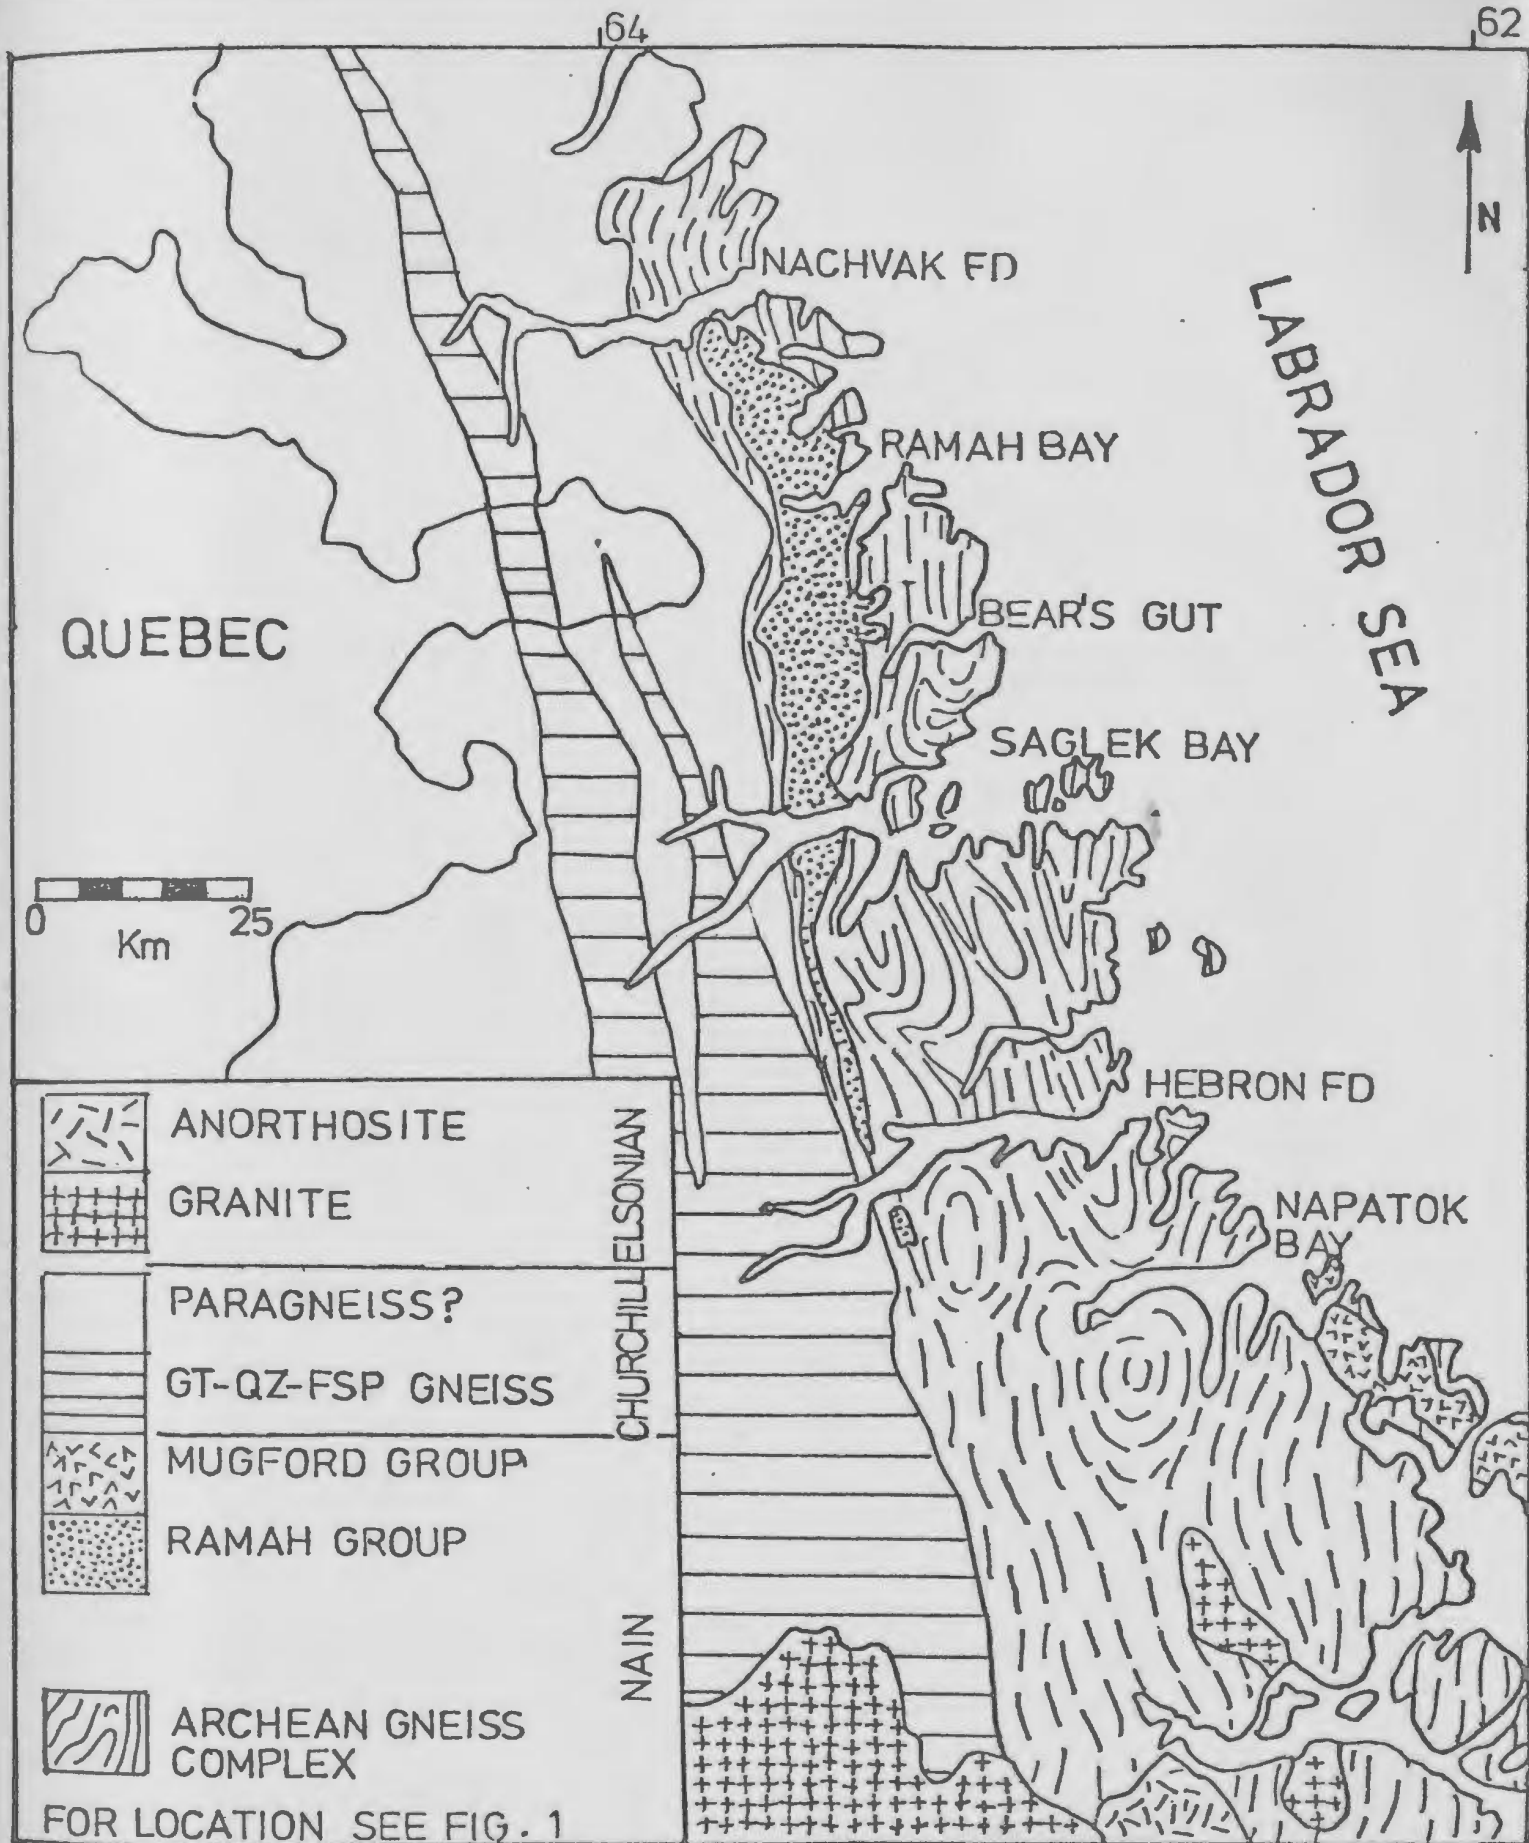 64
62
N
NACHVAK FD
LABRADOR SEA
RAMAH BAY
BEAR'S GUT
QUEBEC
SAGLEK BAY
0 25
Km
HEBRON FD
NAPATOK
BAY
ANORTHOSITE
GRANITE
ELSONIAN
PARAGNEISS?
GT-QZ-FSP GNEISS
CHURCHILL
MUGFORD GROUP
RAMAH GROUP
NAIN
ARCHEAN GNEISS
COMPLEX
FOR LOCATION SEE FIG. 1